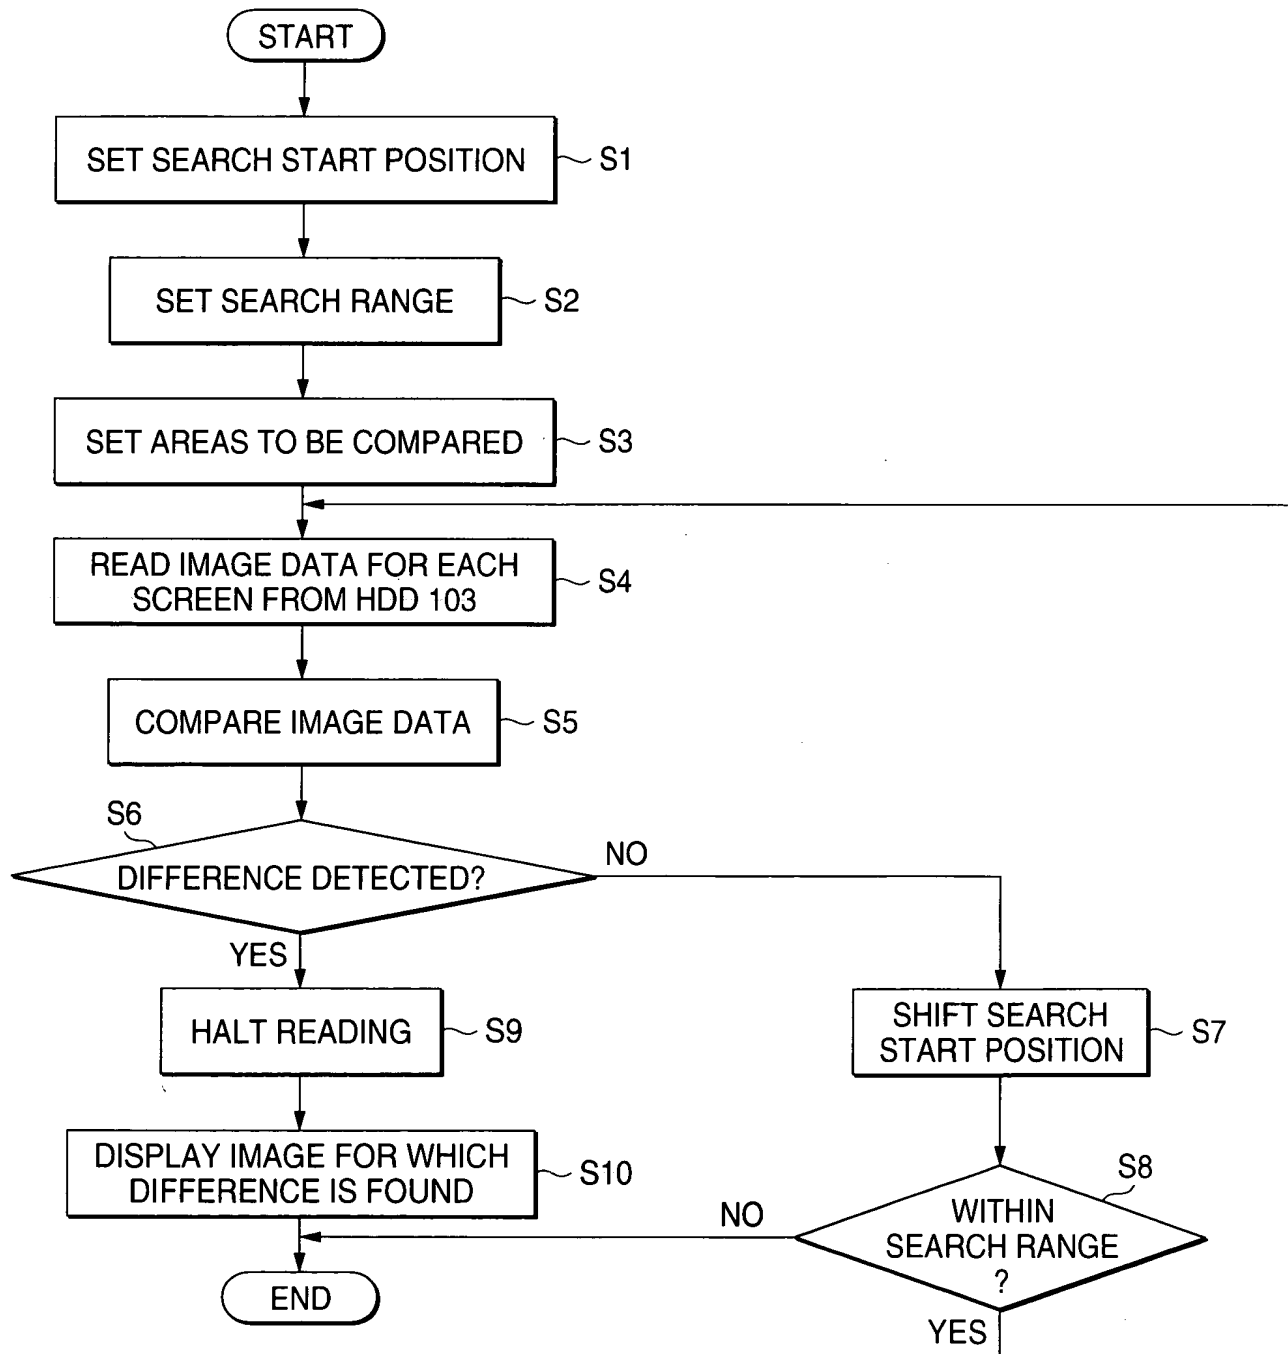 START
SET SEARCH START POSITION
S1
SET SEARCH RANGE
S2
SET AREAS TO BE COMPARED
S3
READ IMAGE DATA FOR EACH
SCREEN FROM HDD 103
S4
COMPARE IMAGE DATA
S5
S6
DIFFERENCE DETECTED?
NO
YES
HALT READING
S9
SHIFT SEARCH
START POSITION
S7
DISPLAY IMAGE FOR WHICH
DIFFERENCE IS FOUND
S10
S8
WITHIN
SEARCH RANGE
?
NO
END
YES